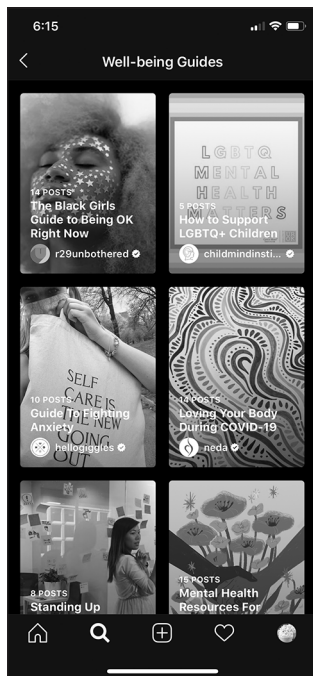 6:15
Well-being Guides
14 POSTS
The Black Girls
Guide to Being OK
Right Now
r29unbothered
LGBTQ
MENTAL
HEALTH
MATTERS
5 POSTS
How to Support
LGBTQ+ Children
childmindinsti...
SELF
CARE IS
THE NEW
GOING
OUT
10 POSTS
Guide To Fighting
Anxiety
hellogiggles
14 POSTS
Loving Your Body
During COVID-19
neda
8 POSTS
Standing Up
15 POSTS
Mental Health
Resources For